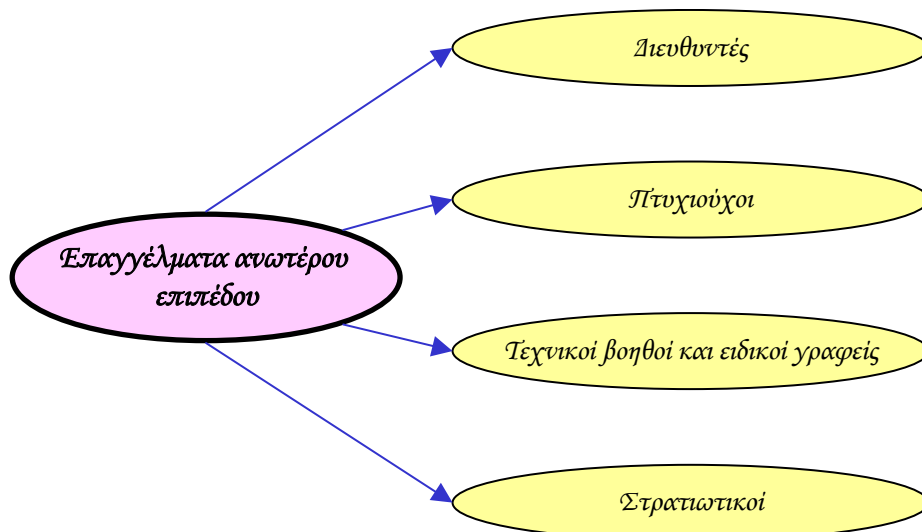 Διευθυντές
Πτυχιούχοι
Επαγγέλματα ανωτέρου
επιπέδου
Τεχνικοί βοηθοί και ειδικοί γραφείς
Στρατιωτικοί